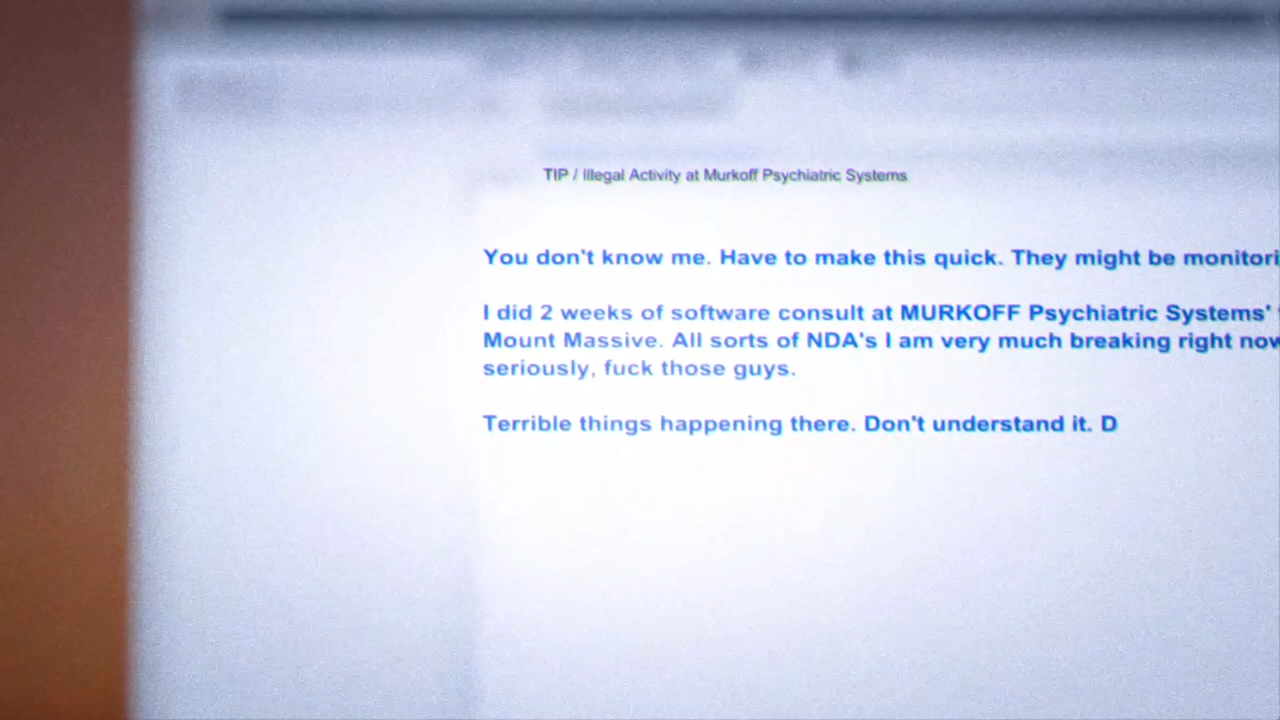 TIP / Illegal Activity at Murkoff Psychiatric Systems
You don't know me. Have to make this quick. They might be monitori
I did 2 weeks of software consult at MURKOFF Psychiatric Systems'
Mount Massive. All sorts of NDA's I am very much breaking right now
seriously, fuck those guys.
Terrible things happening there. Don't understand it. D